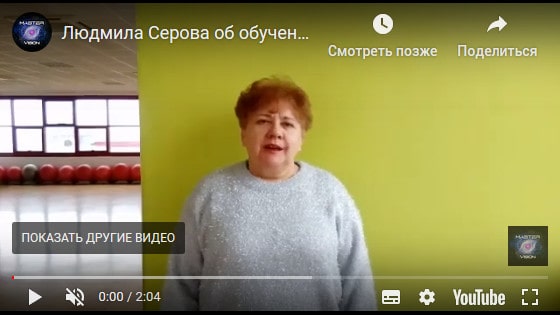 MASTER
VISION
Людмила Серова об обучен...
Смотреть позже
Поделиться
ПОКАЗАТЬ ДРУГИЕ ВИДЕО
MASTER
VISION
0:00 / 2:04
YouTube